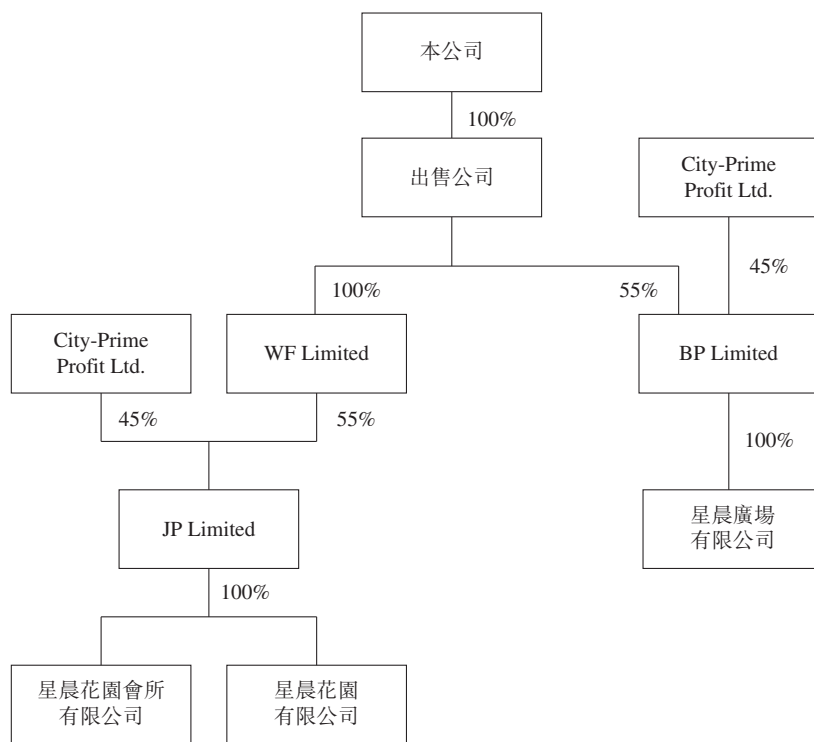 本公司
100%
出售公司
City-Prime
Profit Ltd.
45%
100%
55%
City-Prime
Profit Ltd.
WF Limited
BP Limited
45%
55%
100%
JP Limited
星晨廣場
有限公司
100%
星晨花園會所
有限公司
星晨花園
有限公司